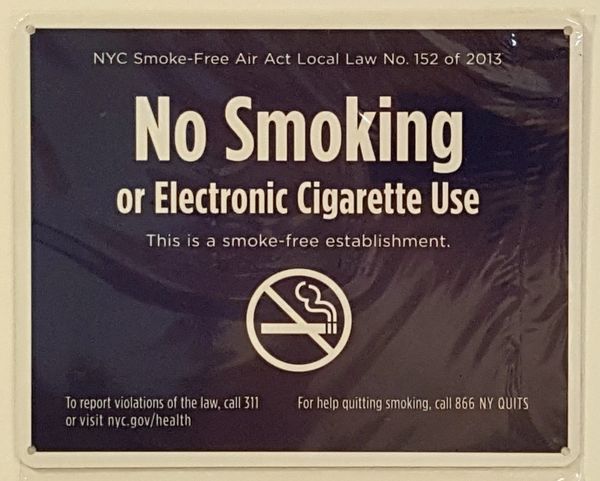 NYC Smoke-Free Air Act Local Law No. 152 of 2013
No Smoking
or Electronic Cigarette Use
This is a smoke-free establishment.
To report violations of the law, call 311
or visit nyc.gov/health
For help quitting smoking, call 866 NY QUITS